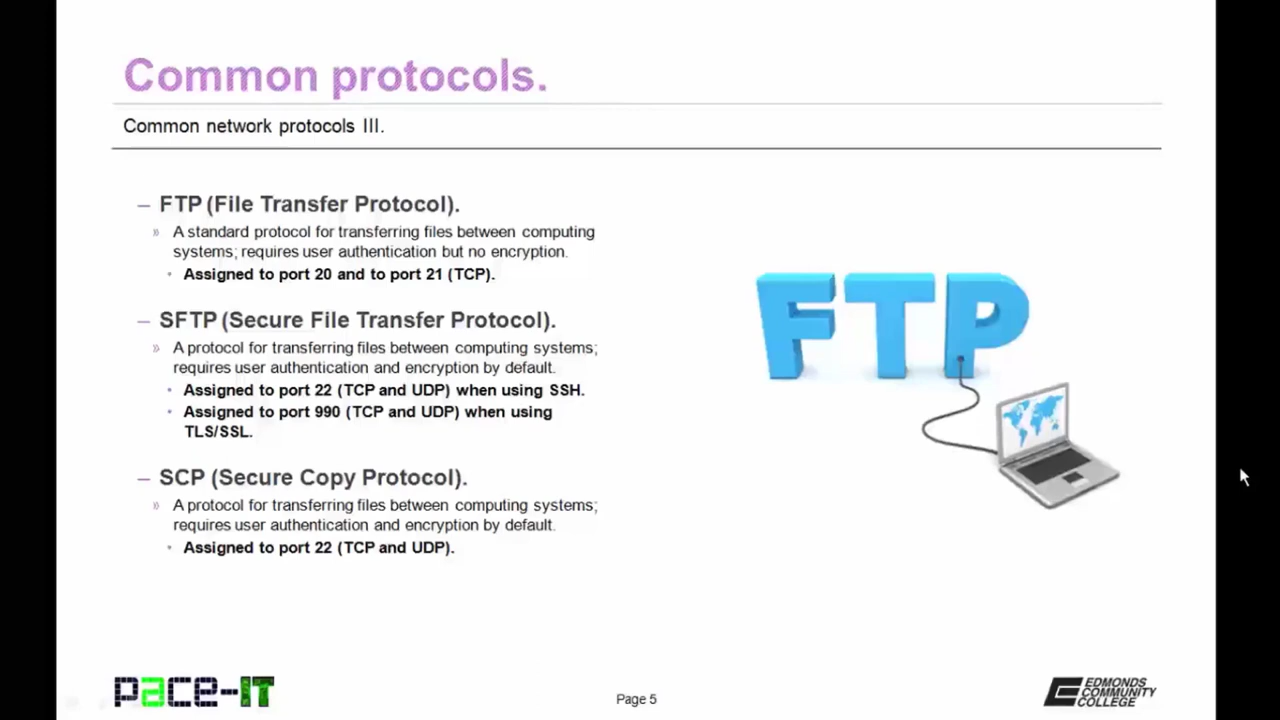 Common protocols.
Common network protocols III.
– FTP (File Transfer Protocol).
» A standard protocol for transferring files between computing
systems; requires user authentication but no encryption.
• Assigned to port 20 and to port 21 (TCP).
– SFTP (Secure File Transfer Protocol).
» A protocol for transferring files between computing systems;
requires user authentication and encryption by default.
• Assigned to port 22 (TCP and UDP) when using SSH.
• Assigned to port 990 (TCP and UDP) when using
TLS/SSL.
– SCP (Secure Copy Protocol).
» A protocol for transferring files between computing systems;
requires user authentication and encryption by default.
• Assigned to port 22 (TCP and UDP).
FTP
pace-IT
Page 5
EDMONDS
COMMUNITY
COLLEGE